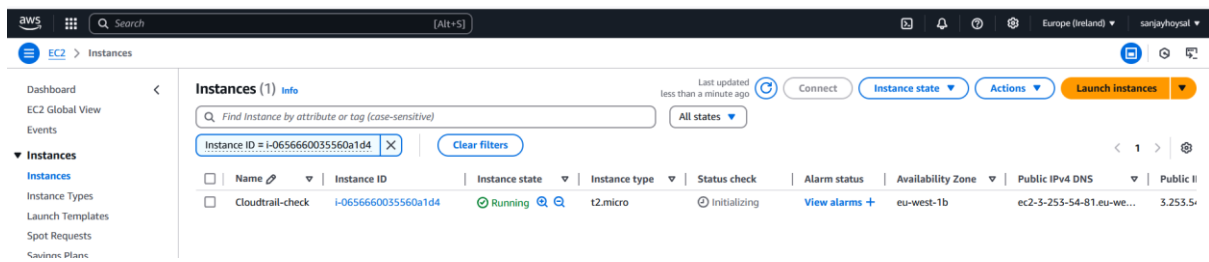 aws Search [Alt+S] Europe (Ireland) ▼ sanjayhoysal ▼
EC2 > Instances
Dashboard
EC2 Global View
Events
▼ Instances
Instances
Instance Types
Launch Templates
Spot Requests
Savings Plans
Instances (1) Info
Last updated
less than a minute ago
Connect Instance state ▼ Actions ▼ Launch instances ▼
Find Instance by attribute or tag (case-sensitive) All states ▼
Instance ID = i-0656660035560a1d4 X Clear filters < 1 >
Name Instance ID Instance state Instance type Status check Alarm status Availability Zone Public IPv4 DNS Public
Cloudtrail-check i-0656660035560a1d4 Running t2.micro Initializing View alarms + eu-west-1b ec2-3-253-54-81.eu-we... 3.253.54